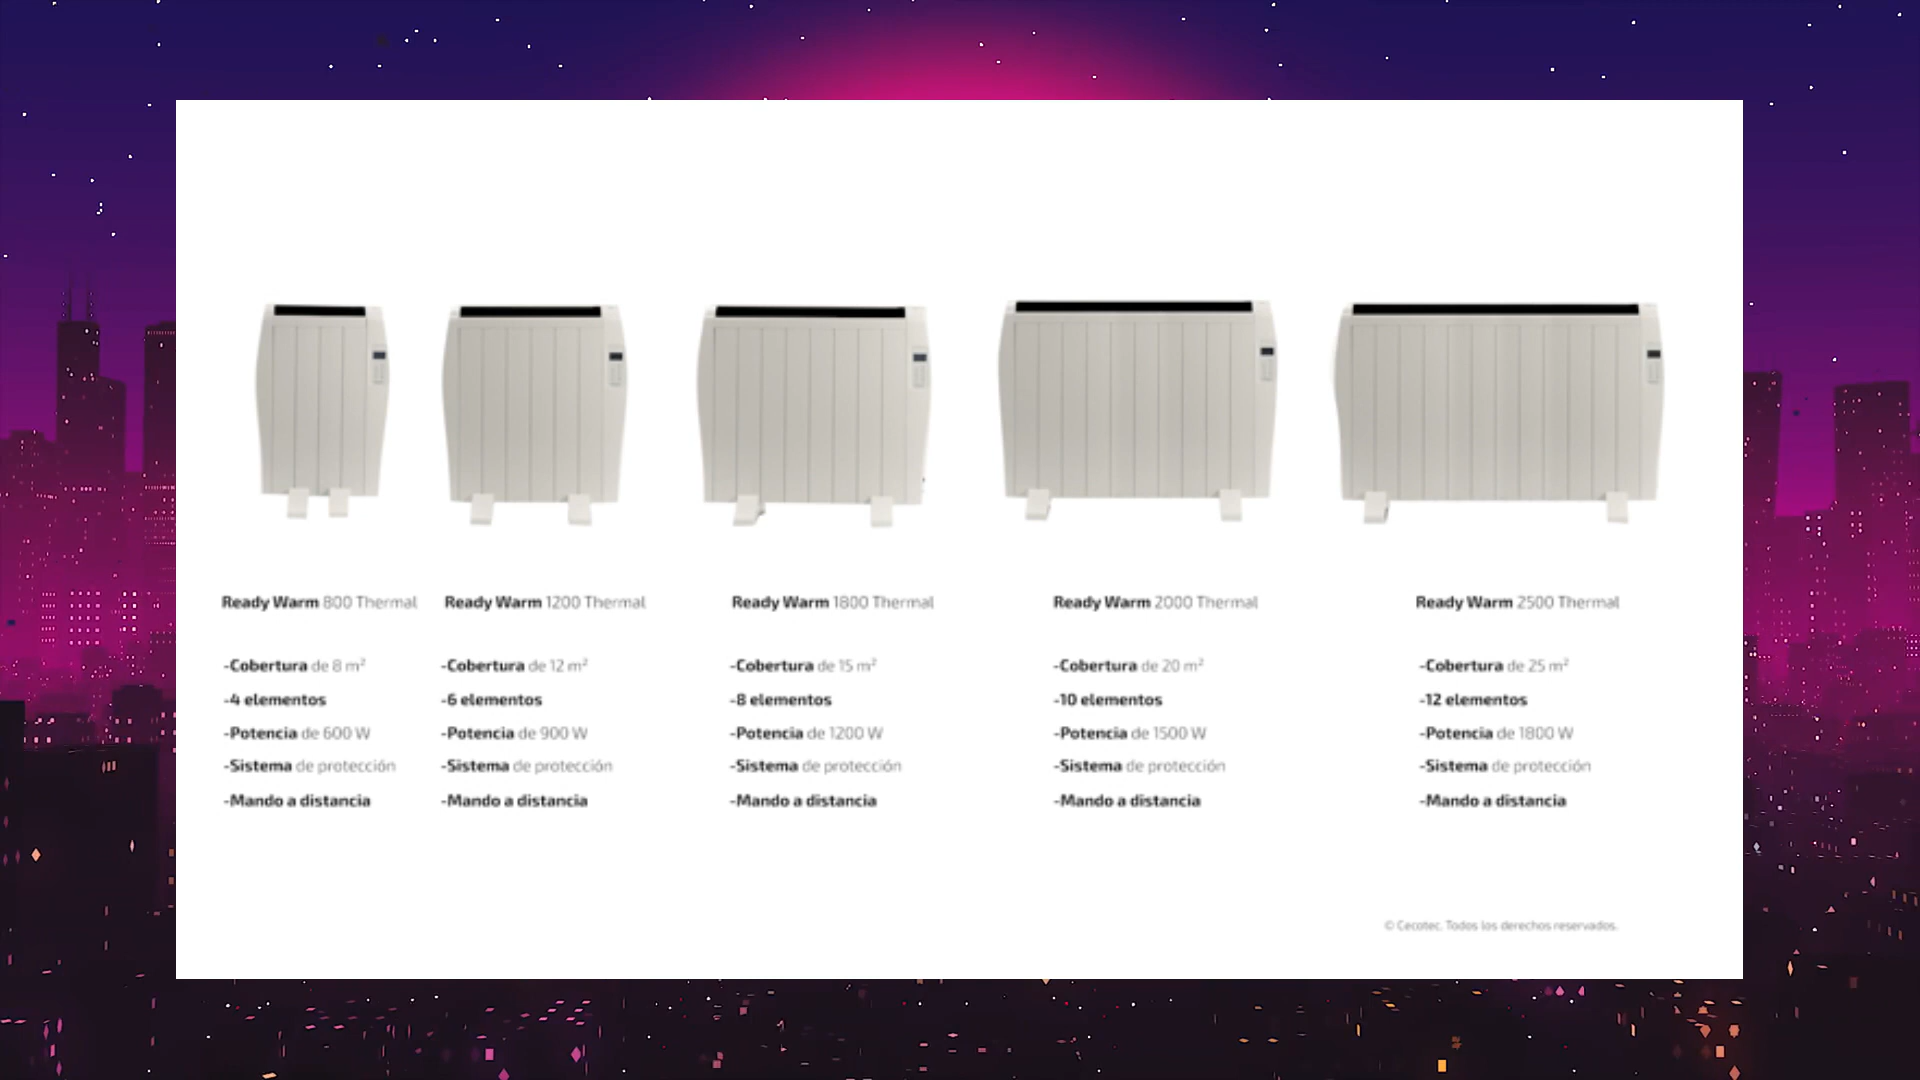 Ready Warm 800 Thermal
-Cobertura de 8 m²
-4 elementos
-Potencia de 600 W
-Sistema de protección
-Mando a distancia
Ready Warm 1200 Thermal
-Cobertura de 12 m²
-6 elementos
-Potencia de 900 W
-Sistema de protección
-Mando a distancia
Ready Warm 1800 Thermal
-Cobertura de 15 m²
-8 elementos
-Potencia de 1200 W
-Sistema de protección
-Mando a distancia
Ready Warm 2000 Thermal
-Cobertura de 20 m²
-10 elementos
-Potencia de 1500 W
-Sistema de protección
-Mando a distancia
Ready Warm 2500 Thermal
-Cobertura de 25 m²
-12 elementos
-Potencia de 1800 W
-Sistema de protección
-Mando a distancia
© Cecotec. Todos los derechos reservados.